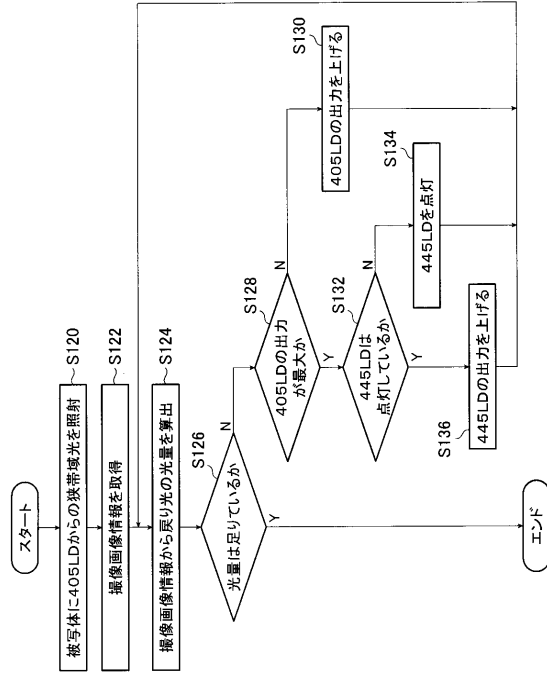 スタート
S120
被写体に405LDからの狭帯域光を照射
S122
撮像画像情報を取得
S124
撮像画像情報から戻り光の光量を算出
S126
光量は足りているか
N
Y
S128
405LDの出力
が最大か
N
Y
S130
405LDの出力を上げる
S132
445LDは
点灯しているか
N
Y
S134
445LDを点灯
S136
445LDの出力を上げる
エンド